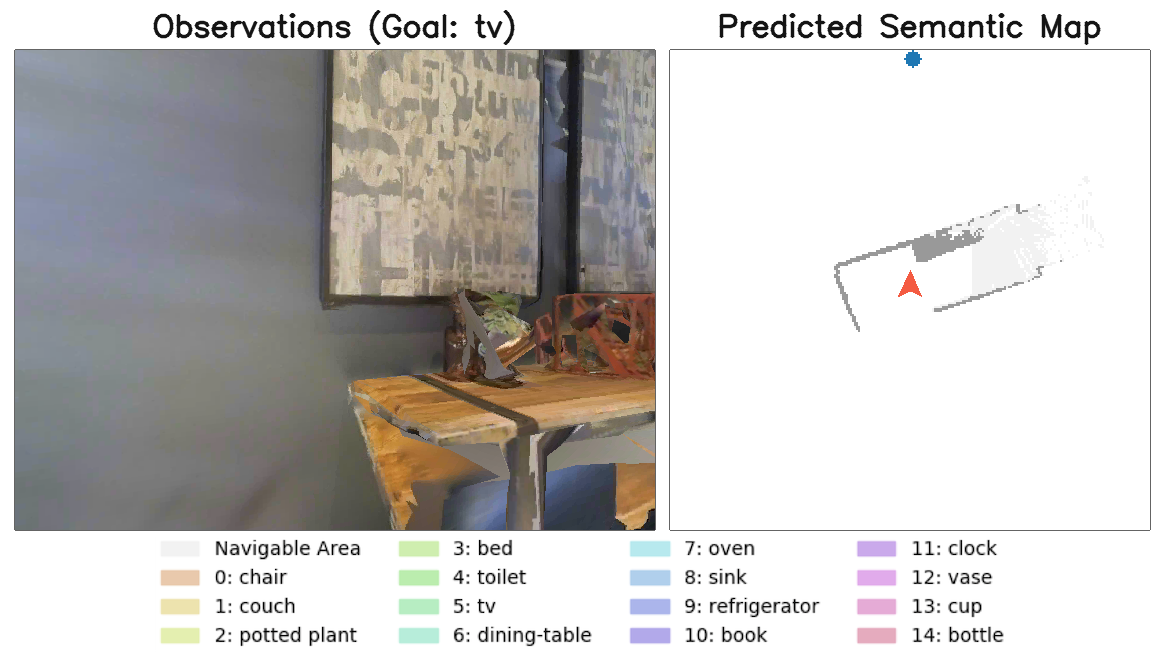 Observations (Goal: tv)
Predicted Semantic Map
Navigable Area
0: chair
1: couch
2: potted plant
3: bed
4: toilet
5: tv
6: dining-table
7: oven
8: sink
9: refrigerator
10: book
11: clock
12: vase
13: cup
14: bottle